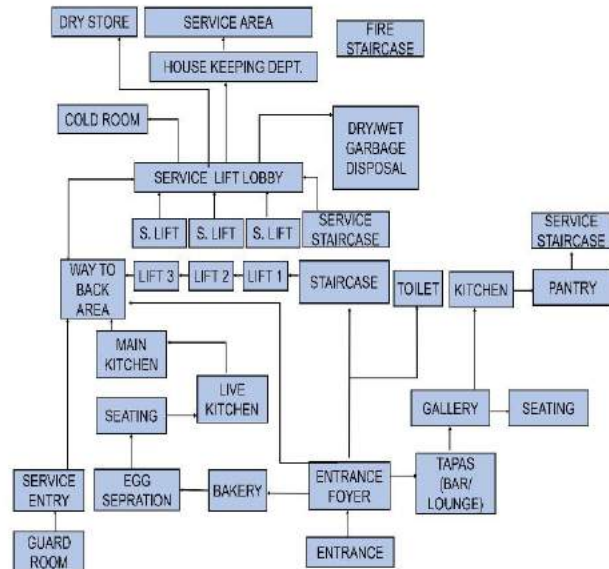 DRY STORE
SERVICE AREA
FIRE
STAIRCASE
HOUSE KEEPING DEPT.
COLD ROOM
DRY/WET
GARBAGE
DISPOSAL
SERVICE LIFT LOBBY
S. LIFT
S. LIFT
S. LIFT
SERVICE
STAIRCASE
SERVICE
STAIRCASE
WAY TO
BACK
AREA
LIFT 3
LIFT 2
LIFT 1
STAIRCASE
TOILET
KITCHEN
PANTRY
MAIN
KITCHEN
LIVE
KITCHEN
SEATING
GALLERY
SEATING
SERVICE
ENTRY
EGG
SEPRATION
BAKERY
ENTRANCE
FOYER
TAPAS
(BAR/
LOUNGE)
GUARD
ROOM
ENTRANCE